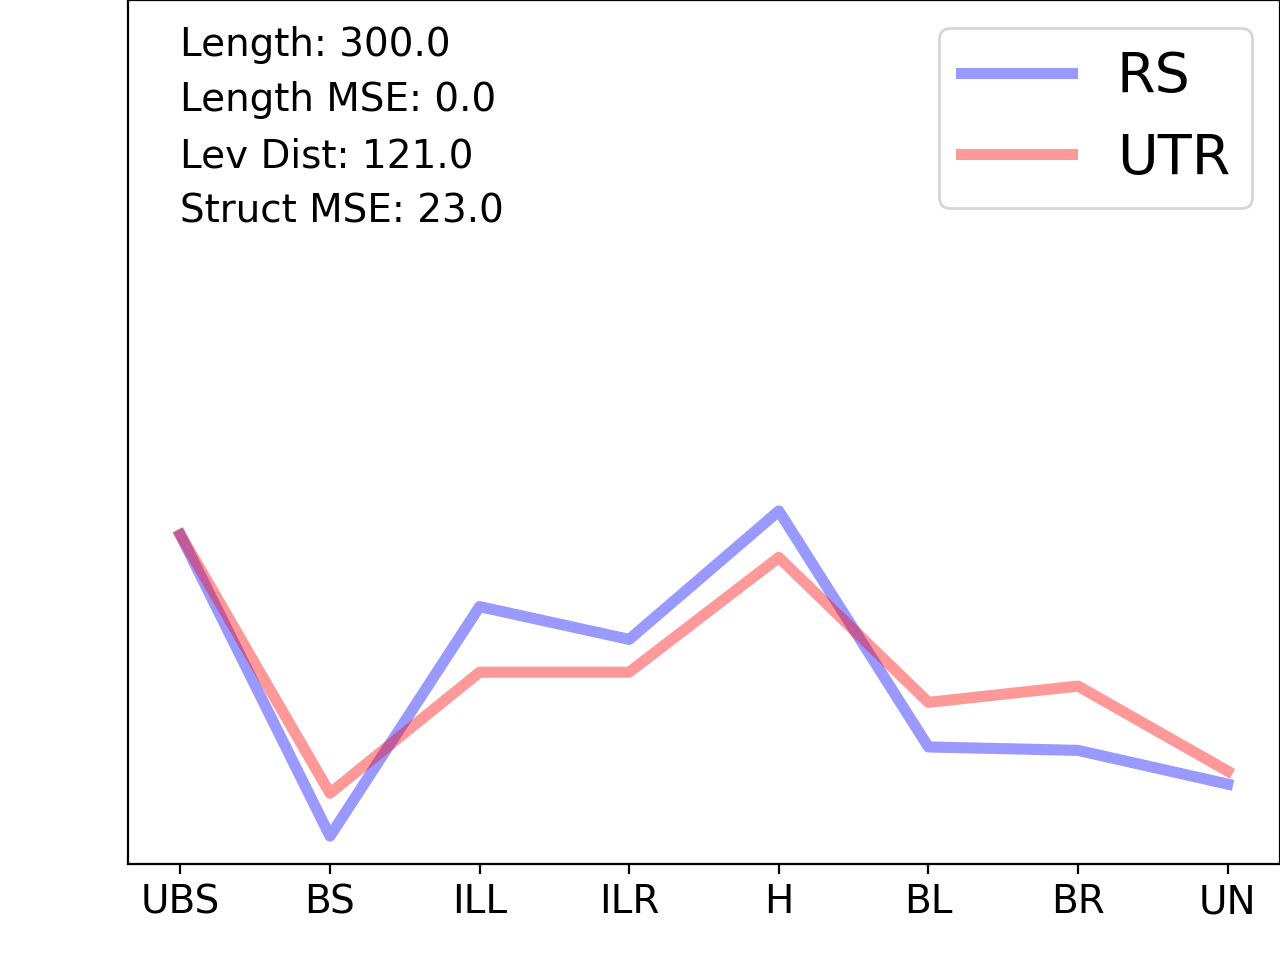 Length: 300.0
Length MSE: 0.0
Lev Dist: 121.0
Struct MSE: 23.0
RS
UTR
UBS BS ILL ILR H BL BR UN